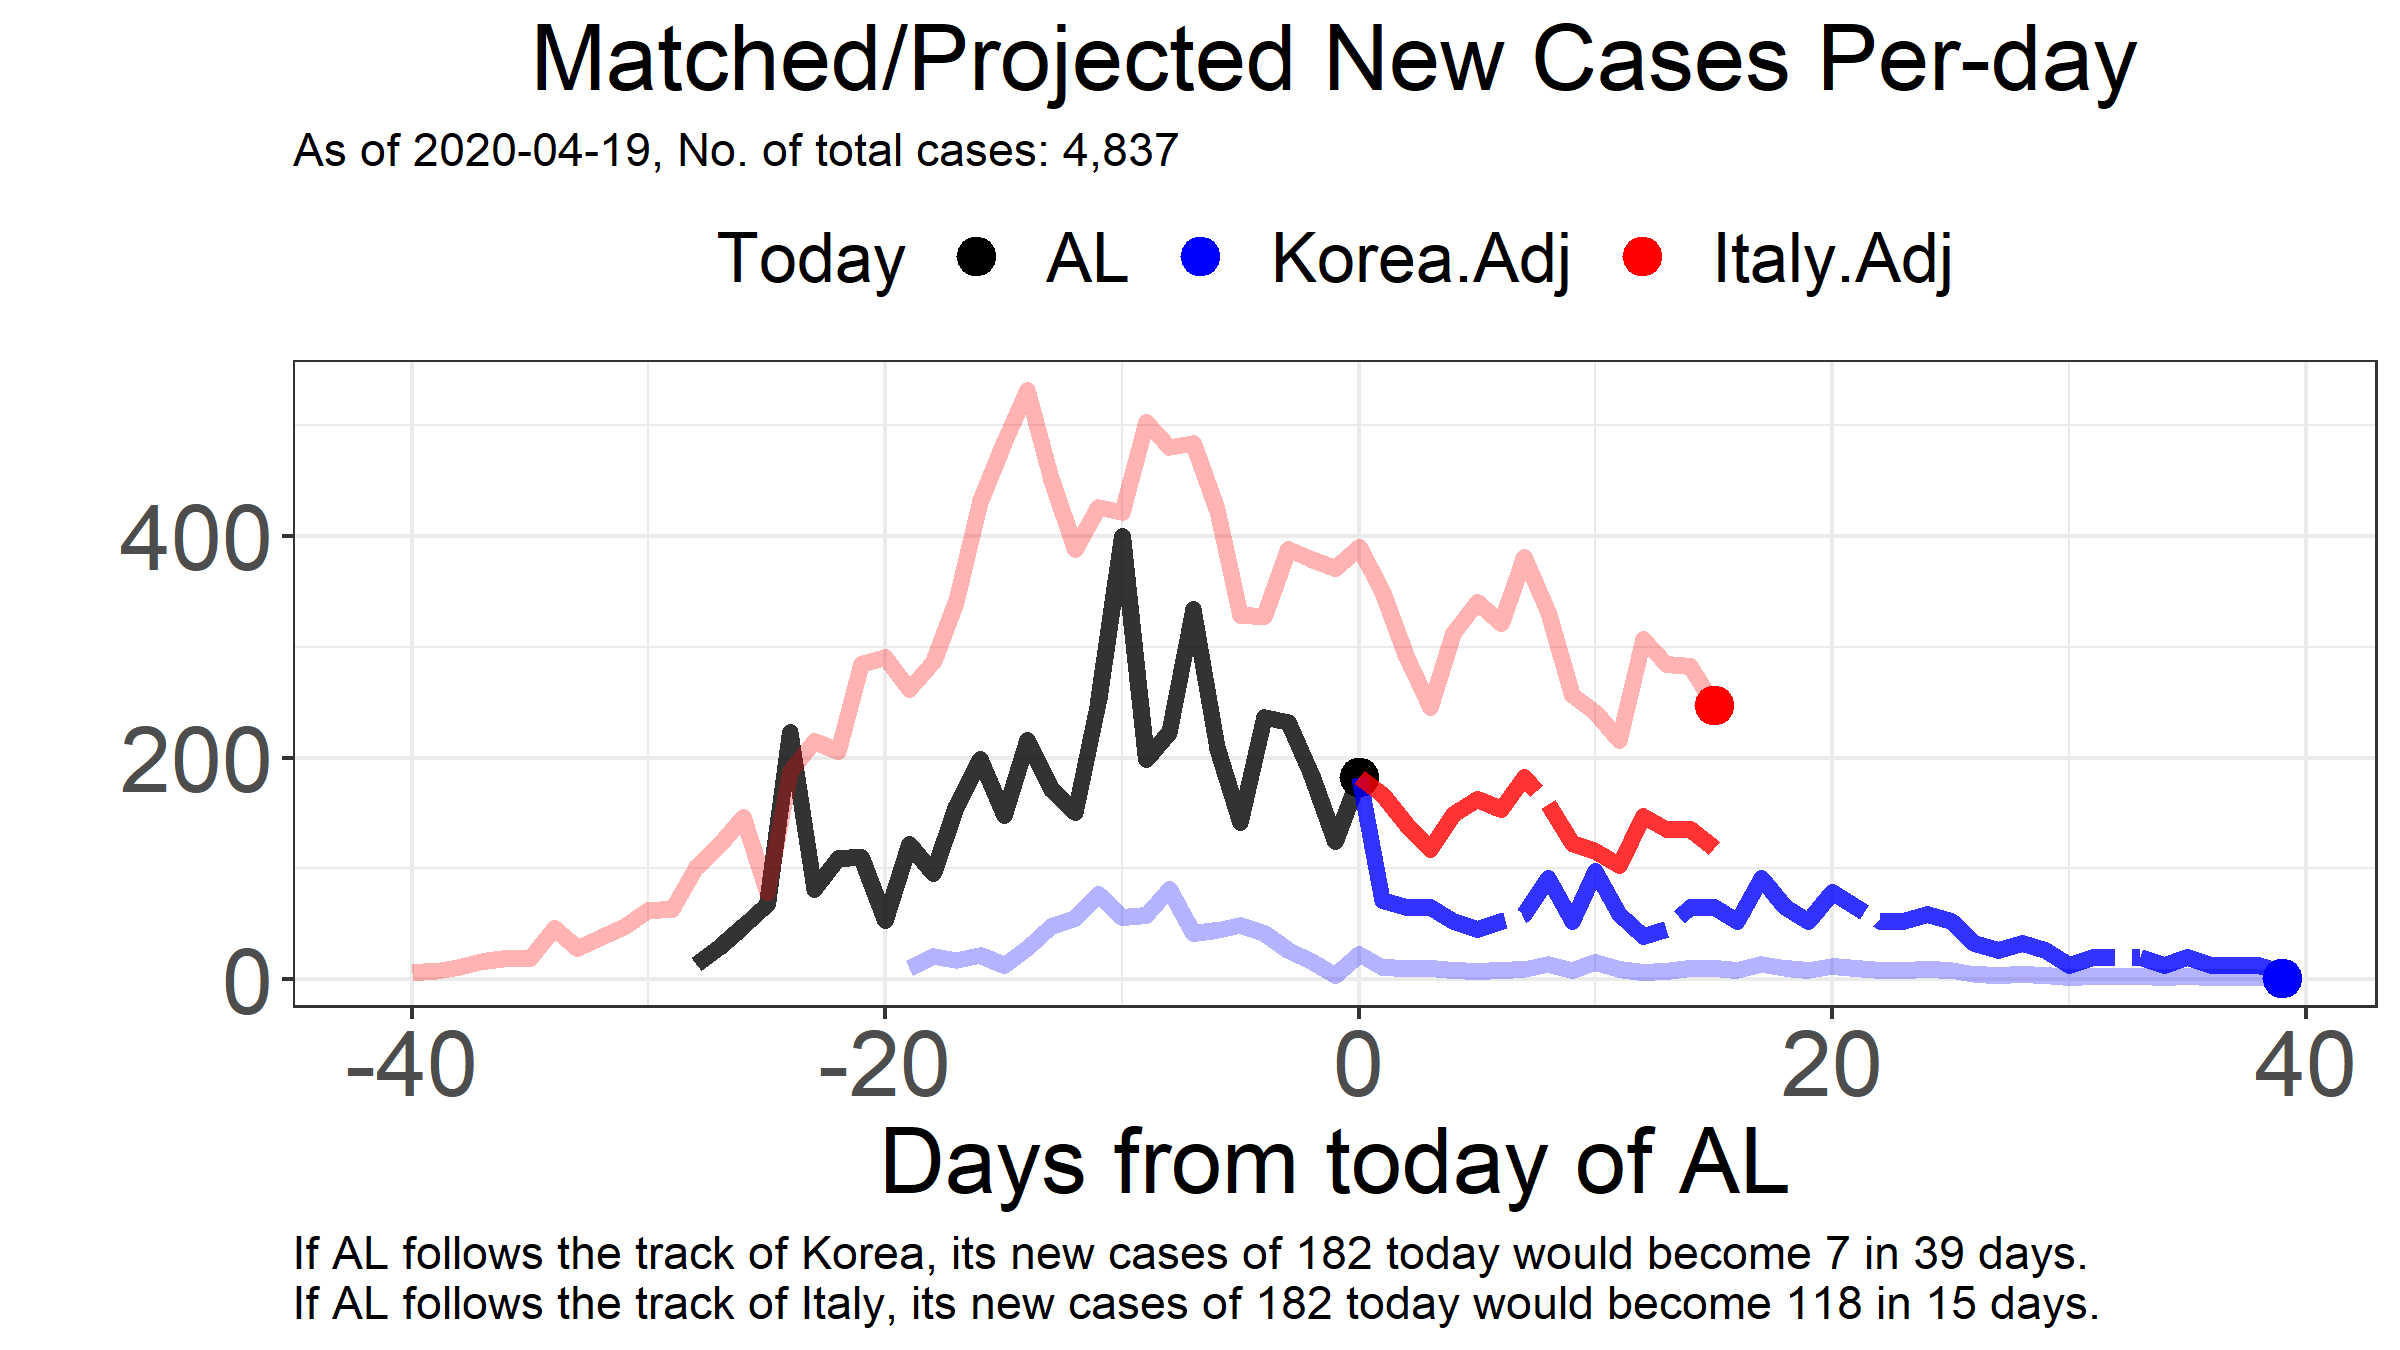 Matched/Projected New Cases Per-day
As of 2020-04-19, No. of total cases: 4,837
Today AL Korea.Adj Italy.Adj
400
200
0
-40 -20 0 20 40
Days from today of AL
If AL follows the track of Korea, its new cases of 182 today would become 7 in 39 days.
If AL follows the track of Italy, its new cases of 182 today would become 118 in 15 days.